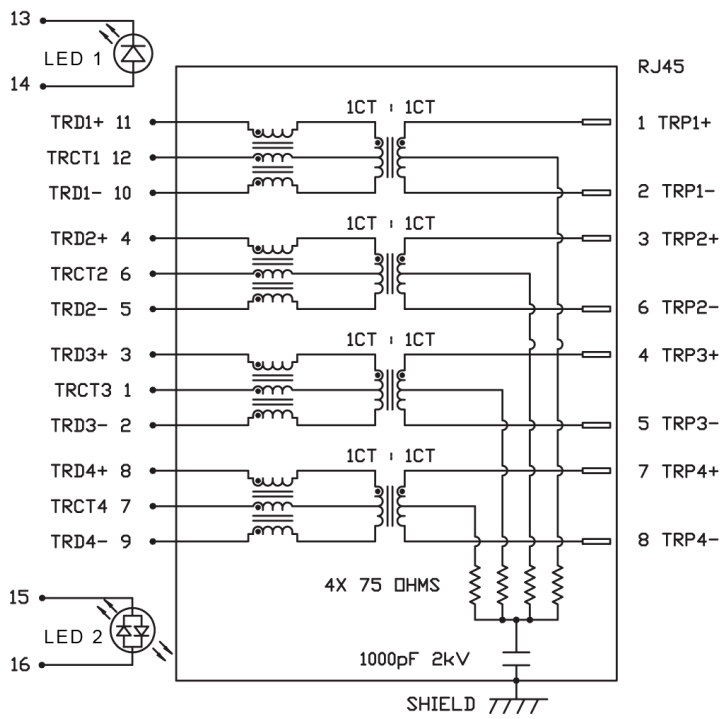 13
LED 1
14
RJ45
1CT : 1CT
TRD1+ 11
1 TRP1+
TRCT1 12
TRD1- 10
2 TRP1-
1CT : 1CT
TRD2+ 4
3 TRP2+
TRCT2 6
TRD2- 5
6 TRP2-
1CT : 1CT
TRD3+ 3
4 TRP3+
TRCT3 1
TRD3- 2
5 TRP3-
1CT : 1CT
TRD4+ 8
7 TRP4+
TRCT4 7
TRD4- 9
8 TRP4-
4X 75 OHMS
15
LED 2
16
1000pF 2kV
SHIELD